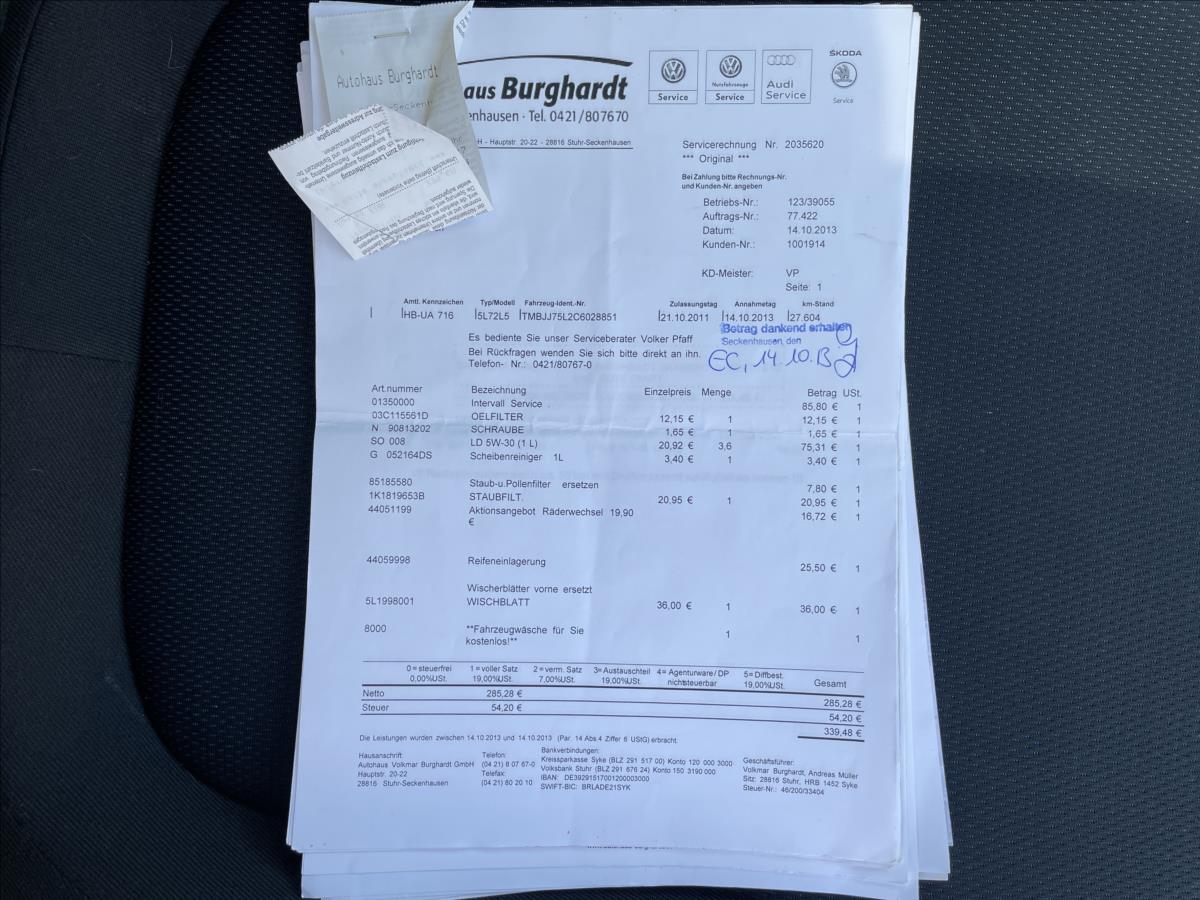 Autohaus Burghardt
-Seckenh
aus Burghardt
enhausen · Tel. 0421/807670
H - Hauptstr. 20-22 - 28816 Stuhr-Seckenhausen
Service
Nutzfahrzeuge
Service
Audi
Service
ŠKODA
Service
Servicerechnung Nr. 2035620
*** Original ***
Bei Zahlung bitte Rechnungs-Nr.
und Kunden-Nr. angeben
Betriebs-Nr.: 123/39055
Auftrags-Nr.: 77.422
Datum: 14.10.2013
Kunden-Nr.: 1001914
KD-Meister: VP
Seite: 1
Amtl. Kennzeichen Typ/Modell Fahrzeug-Ident.-Nr. Zulassungstag Annahmetag km-Stand
HB-UA 716 5L72L5 TMBJJ75L2C6028851 21.10.2011 14.10.2013 27.604
Betrag dankend erhalten
Seckenhausen, den
EC, 14.10.13
Es bediente Sie unser Serviceberater Volker Pfaff
Bei Rückfragen wenden Sie sich bitte direkt an ihn.
Telefon- Nr.: 0421/80767-0
Art.nummer Bezeichnung Einzelpreis Menge Betrag USt.
01350000 Intervall Service 85,80 € 1
03C115561D OELFILTER 12,15 € 1 12,15 € 1
N 90813202 SCHRAUBE 1,65 € 1 1,65 € 1
SO 008 LD 5W-30 (1 L) 20,92 € 3,6 75,31 € 1
G 052164DS Scheibenreiniger 1L 3,40 € 1 3,40 € 1
85185580 Staub-u.Pollenfilter ersetzen 7,80 € 1
1K1819653B STAUBFILT. 20,95 € 1 20,95 € 1
44051199 Aktionsangebot Räderwechsel 19,90 16,72 € 1
€
44059998 Reifeneinlagerung 25,50 € 1
Wischerblätter vorne ersetzt
5L1998001 WISCHBLATT 36,00 € 1 36,00 € 1
8000 **Fahrzeugwäsche für Sie 1 1
kostenlos!**
0 = steuerfrei 1 = voller Satz 2 = verm. Satz 3= Austauschteil 4= Agenturware/DP 5= Diffbest. Gesamt
0,00%USt. 19,00%USt. 7,00%USt. 19,00%USt. nichtsteuerbar 19,00%USt.
Netto 285,28 € 285,28 €
Steuer 54,20 € 54,20 €
339,48 €
Die Leistungen wurden zwischen 14.10.2013 und 14.10.2013 (Par. 14 Abs.4 Ziffer 6 UStG) erbracht.
Hausanschrift:
Autohaus Volkmar Burghardt GmbH
Hauptstr. 20-22
28816 Stuhr-Seckenhausen
Telefon:
(04 21) 8 07 67-0
Telefax:
(04 21) 80 20 10
Bankverbindungen:
Kreissparkasse Syke (BLZ 291 517 00) Konto 120 000 3000
Volksbank Stuhr (BLZ 291 676 24) Konto 150 3190 000
IBAN: DE39291517001200003000
SWIFT-BIC: BRLADE21SYK
Geschäftsführer:
Volkmar Burghardt, Andreas Müller
Sitz: 28816 Stuhr, HRB 1452 Syke
Steuer-Nr.: 46/200/33404